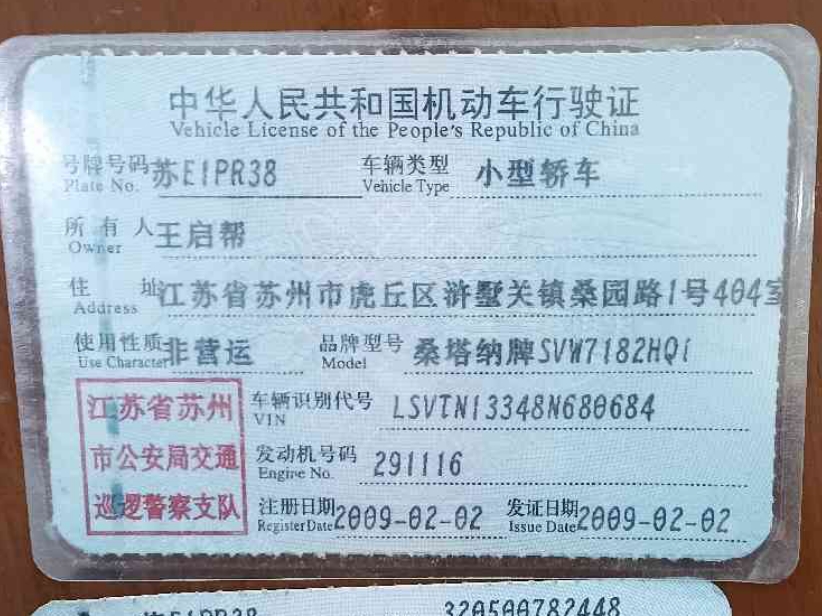 中华人民共和国机动车行驶证
Vehicle License of the People's Republic of China
号牌号码 苏E1PR38 车辆类型 小型轿车
Plate No. Vehicle Type
所有人 王启帮
Owner
住址 江苏省苏州市虎丘区浒墅关镇桑园路1号404室
Address
使用性质 非营运 品牌型号 桑塔纳牌SVW7182HQi
Use Character Model
江苏省苏州 车辆识别代号 LSVTN13348N680684
VIN
市公安局交通 发动机号码 291116
Engine No.
巡逻警察支队 注册日期 2009-02-02 发证日期 2009-02-02
Register Date Issue Date
E1PR38 320500782448